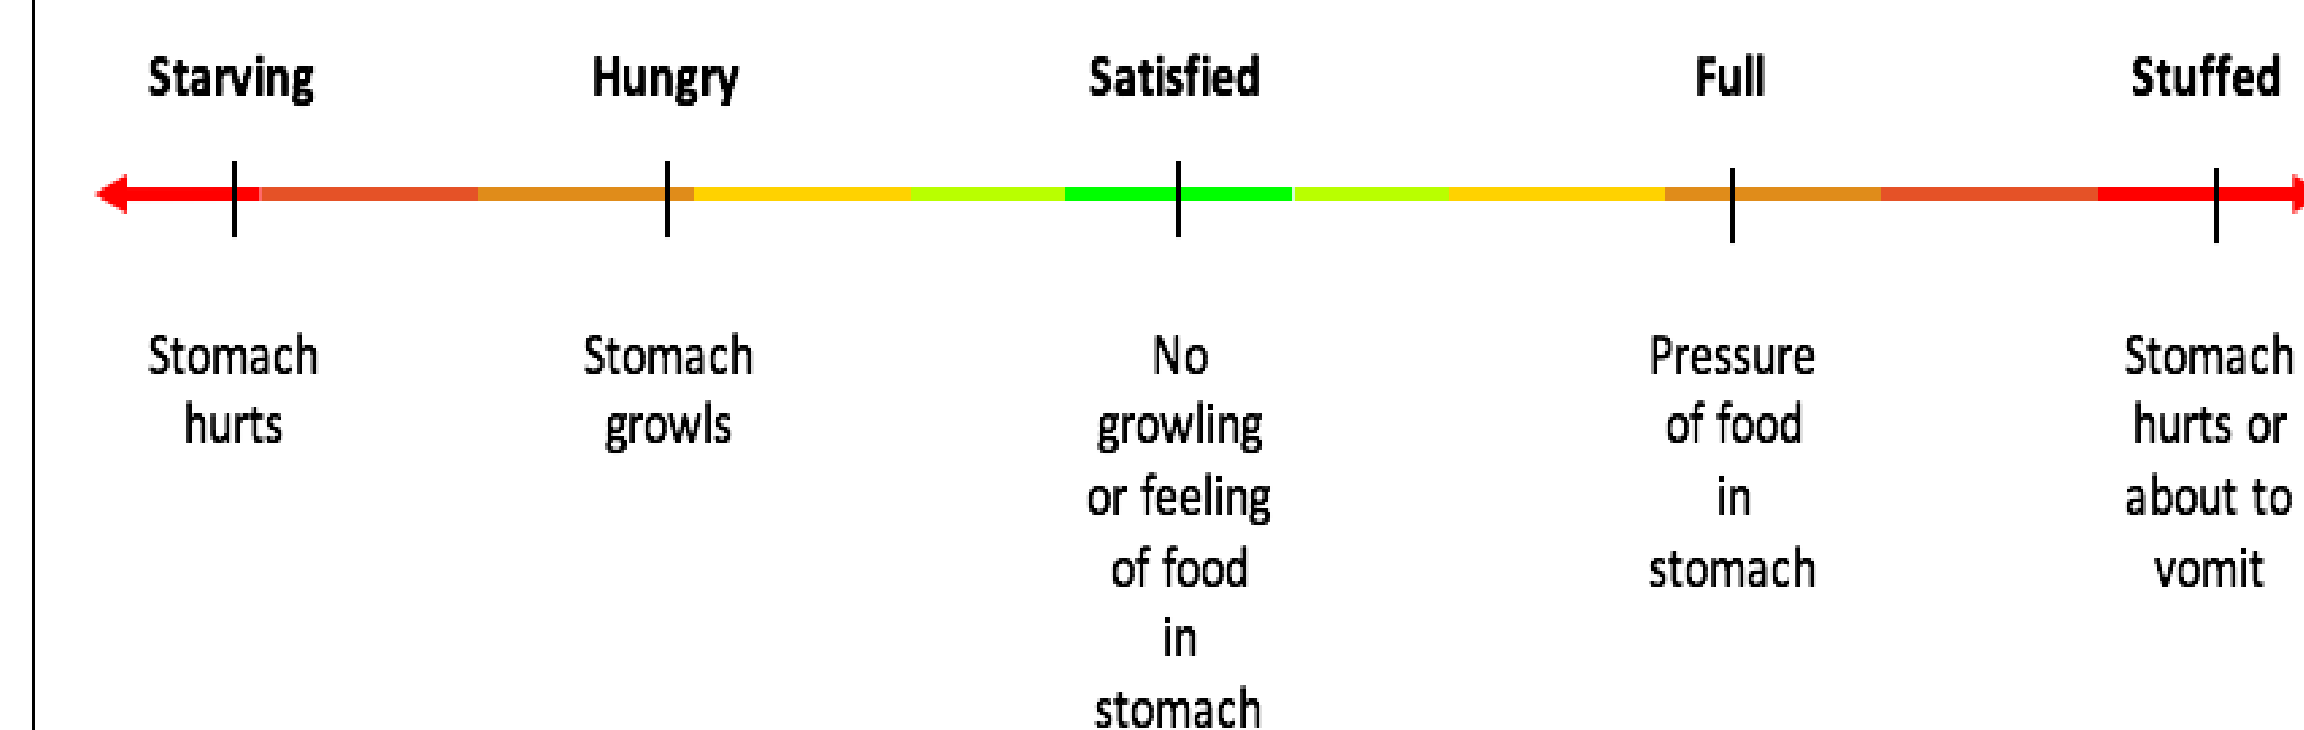 Starving Hungry Satisfied Full Stuffed
Stomach
hurts
Stomach
growls
No
growling
or feeling
of food
in
stomach
Pressure
of food
in
stomach
Stomach
hurts or
about to
vomit